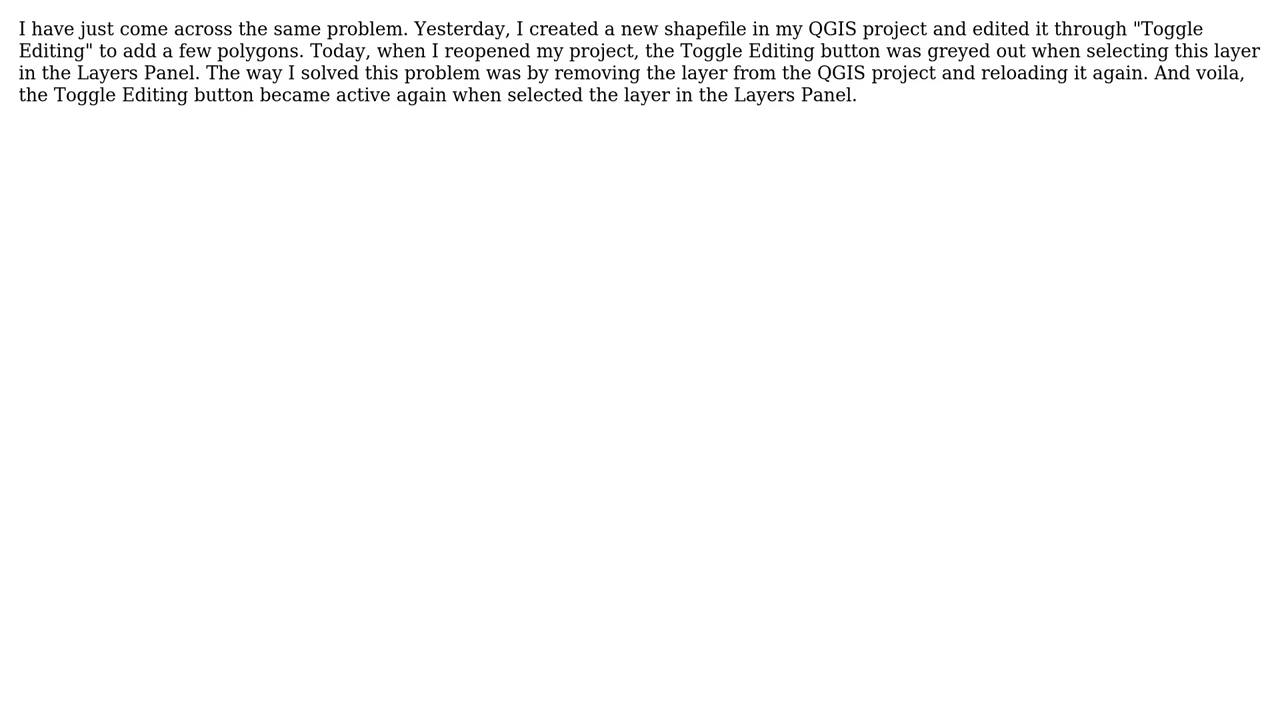 I have just come across the same problem. Yesterday, I created a new shapefile in my QGIS project and edited it through "Toggle
Editing" to add a few polygons. Today, when I reopened my project, the Toggle Editing button was greyed out when selecting this layer
in the Layers Panel. The way I solved this problem was by removing the layer from the QGIS project and reloading it again. And voila,
the Toggle Editing button became active again when selected the layer in the Layers Panel.